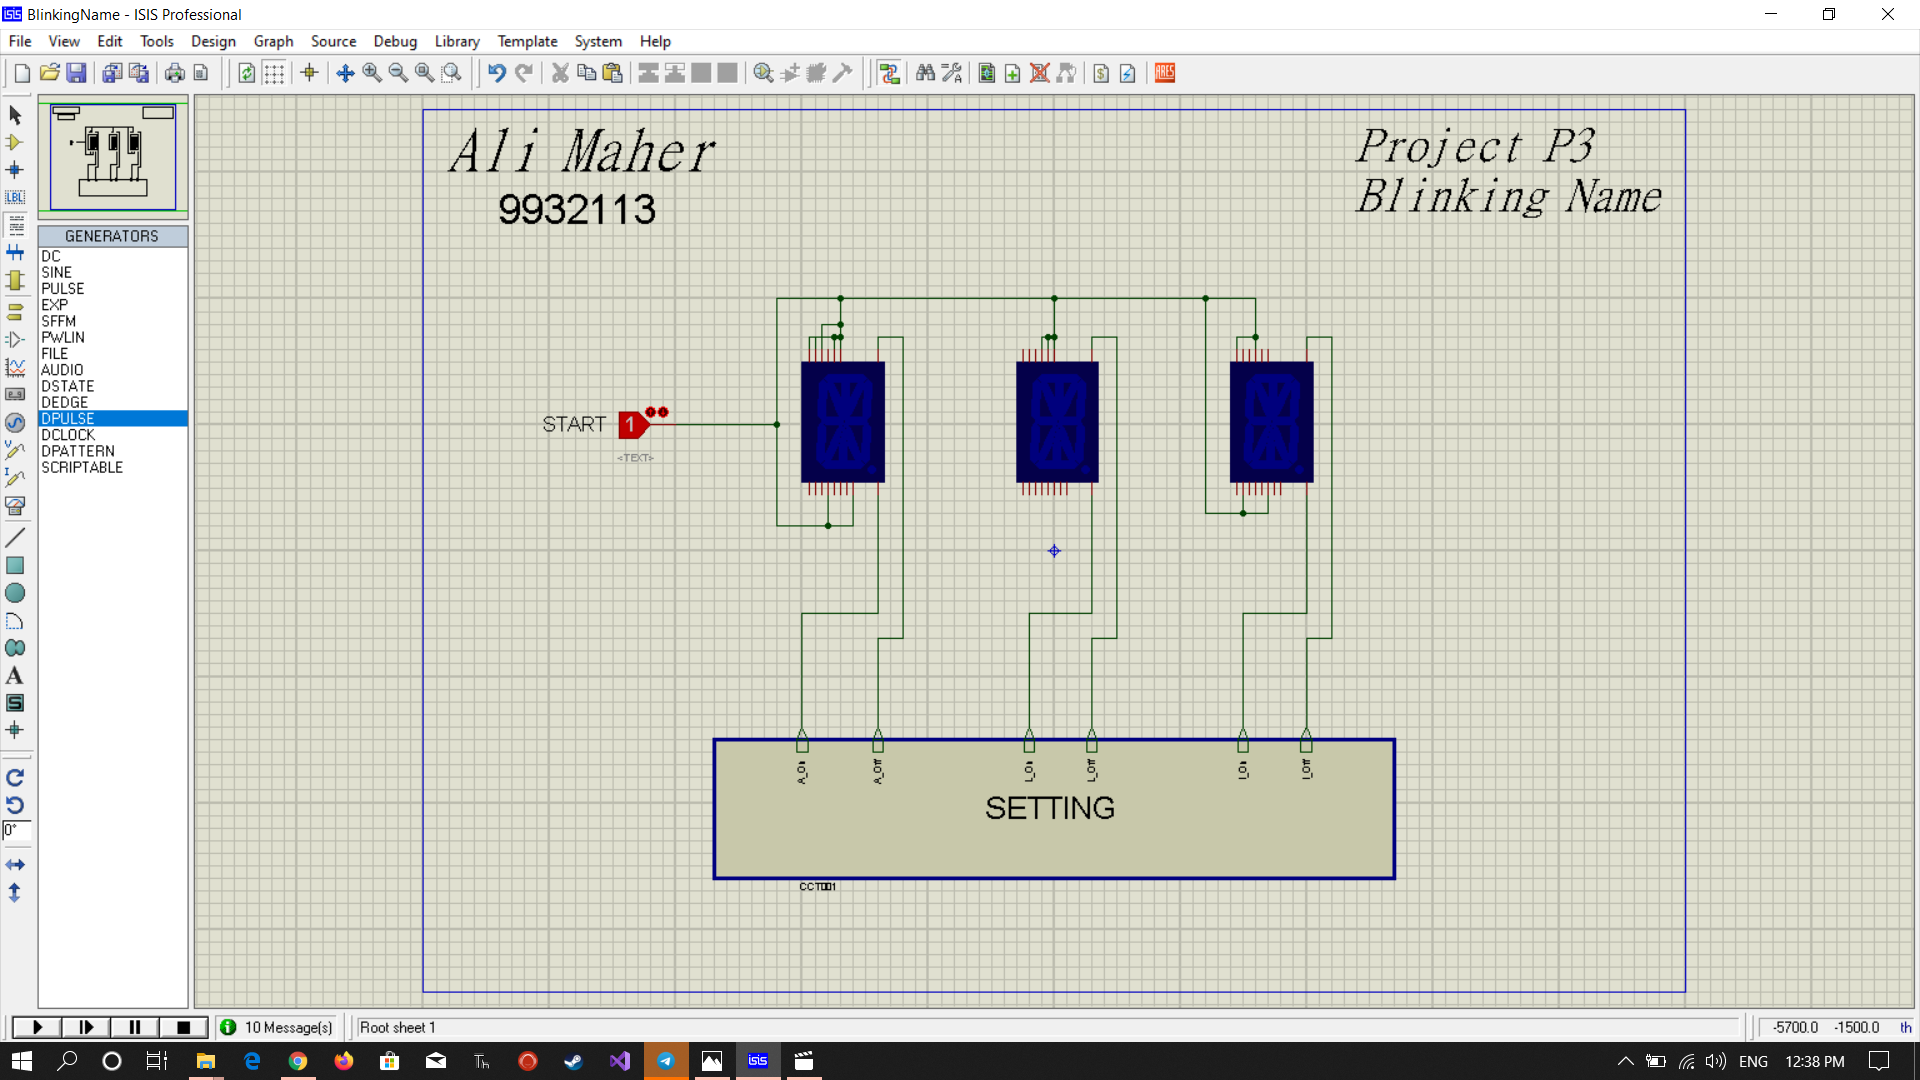 BlinkingName - ISIS Professional
File View Edit Tools Design Graph Source Debug Library Template System Help
LBL
ARES
GENERATORS
DC
SINE
PULSE
EXP
SFFM
PWLIN
FILE
AUDIO
DSTATE
DEDGE
DPULSE
DCLOCK
DPATTERN
SCRIPTABLE
0°
Ali Maher
9932113
Project P3
Blinking Name
START
1
<TEXT>
A_On
A_Off
L_On
L_Off
I_On
I_Off
SETTING
10 Message(s)
Root sheet 1
-5700.0 -1500.0 th
ENG
12:38 PM